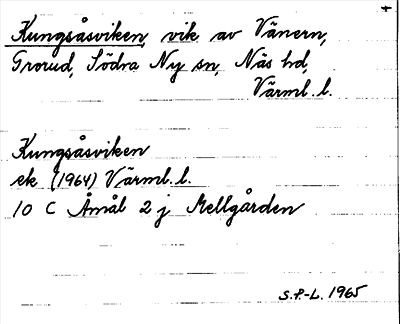 Kungsåsviken, vik av Vänern,
Grorud, Södra Ny sn, Näs hd,
Värml. l.
Kungsåsviken
ek (1964) Värml. l.
10 C Åmål 2 j Mellgården
S.P.-L. 1965